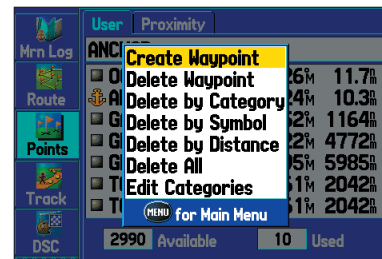 User Proximity
Mrn Log
Route
Points
Track
DSC
Create Waypoint
Delete Waypoint
Delete by Category
Delete by Symbol
Delete by Distance
Delete All
Edit Categories
MENU for Main Menu
11.7
10.3
1164
4772
5985
2042
2042
2990 Available 10 Used